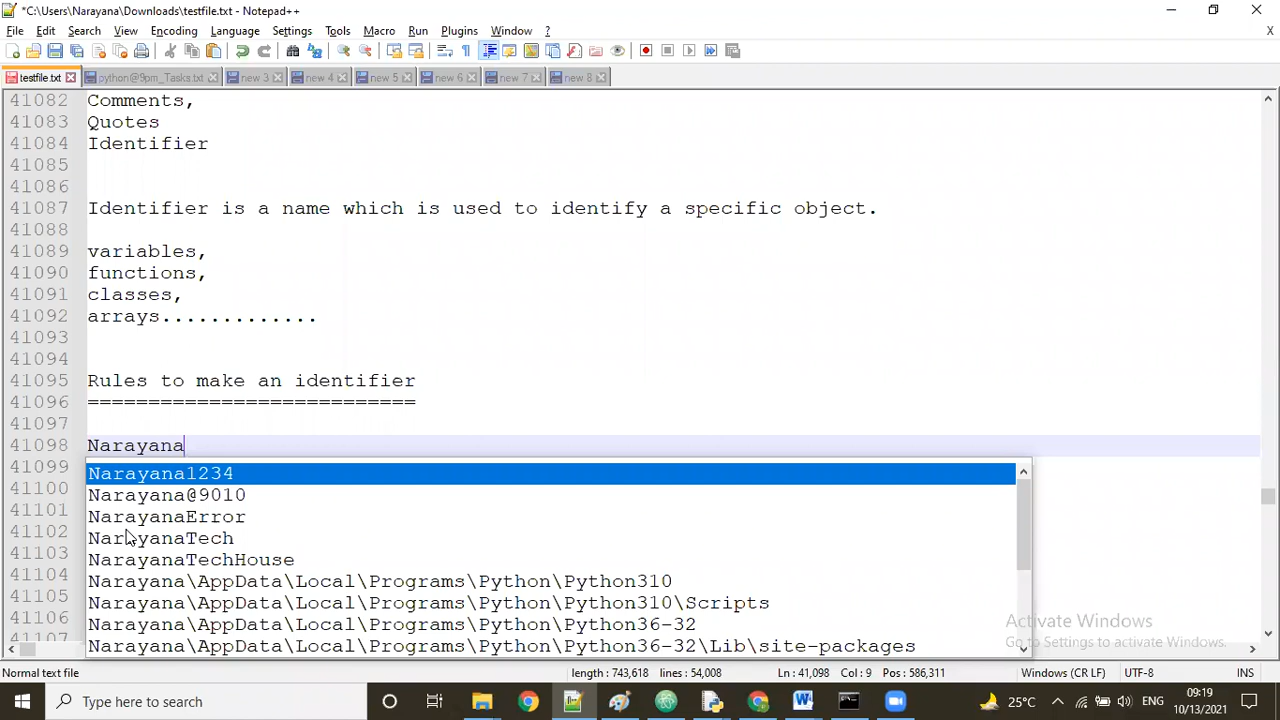 *C:\Users\Narayana\Downloads\testfile.txt - Notepad++
File Edit Search View Encoding Language Settings Tools Macro Run Plugins Window ? X
testfile.txt python@9pm_Tasks.txt new 3 new 4 new 5 new 6 new 7 new 8
41082 Comments,
41083 Quotes
41084 Identifier
41085
41086
41087 Identifier is a name which is used to identify a specific object.
41088
41089 variables,
41090 functions,
41091 classes,
41092 arrays.............
41093
41094
41095 Rules to make an identifier
41096 ===========================
41097
41098 Narayana
41099 Narayana1234
41100 Narayana@9010
41101 NarayanaError
41102 NarayanaTech
41103 NarayanaTechHouse
41104 Narayana\AppData\Local\Programs\Python\Python310
41105 Narayana\AppData\Local\Programs\Python\Python310\Scripts
41106 Narayana\AppData\Local\Programs\Python\Python36-32
41107 Narayana\AppData\Local\Programs\Python\Python36-32\Lib\site-packages
Activate Windows
Go to Settings to activate Windows.
Normal text file length : 743,618 lines : 54,008 Ln : 41,098 Col : 9 Pos : 586,311 Windows (CR LF) UTF-8 INS
Type here to search 25°C ENG 09:19
10/13/2021